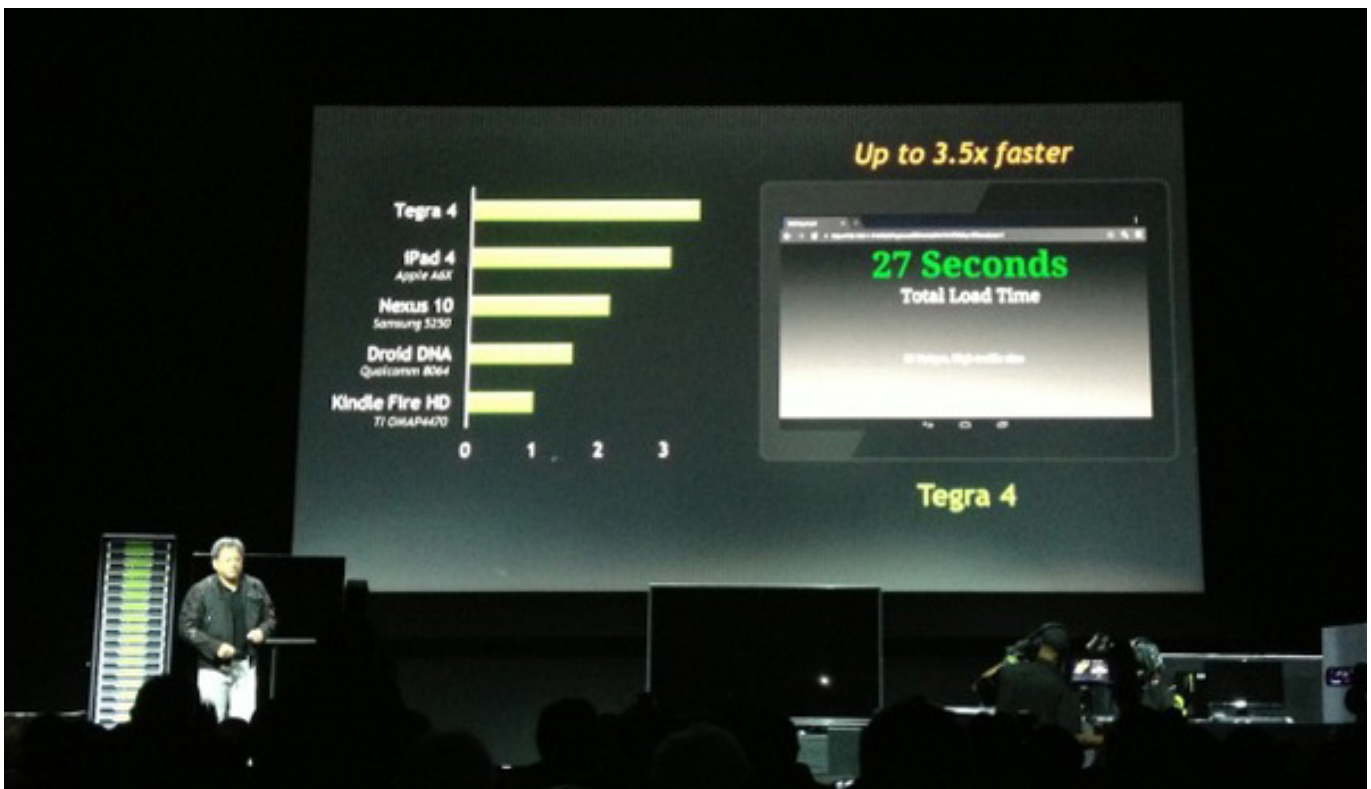 Up to 3.5x faster
Tegra 4
iPad 4
Apple A6X
Nexus 10
Samsung 5250
Droid DNA
Qualcomm 8064
Kindle Fire HD
TI OMAP4470
0 1 2 3
27 Seconds
Total Load Time
Tegra 4